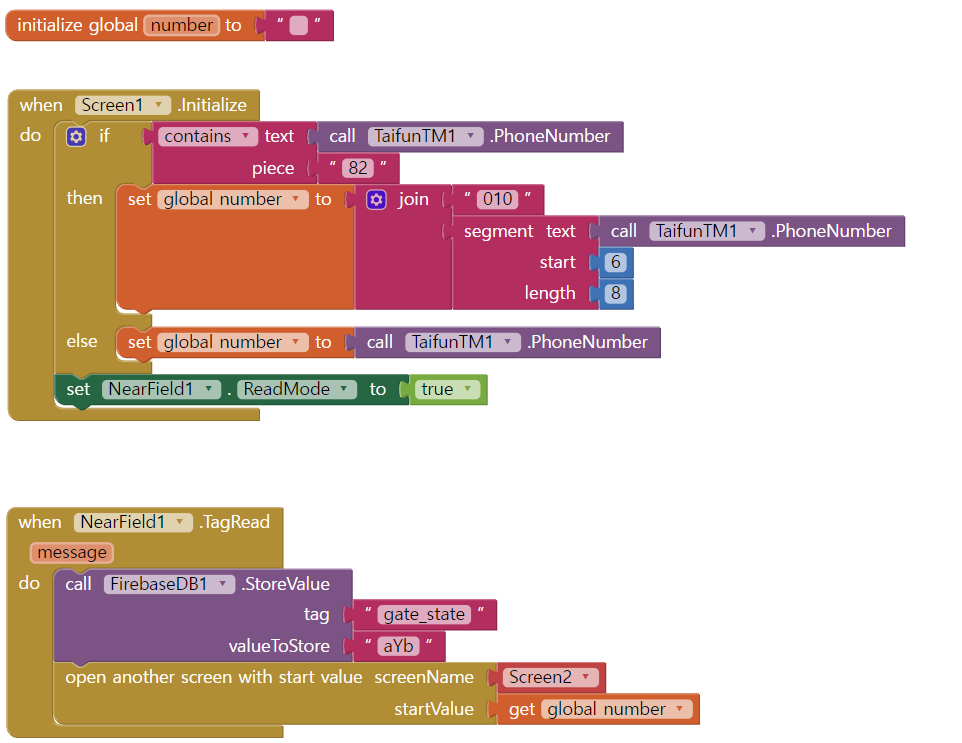 initialize global number to " "
when Screen1 .Initialize
do if contains text call TaifunTM1 .PhoneNumber
piece " 82 "
then set global number to join " 010 "
segment text call TaifunTM1 .PhoneNumber
start 6
length 8
else set global number to call TaifunTM1 .PhoneNumber
set NearField1 . ReadMode to true
when NearField1 .TagRead
message
do call FirebaseDB1 .StoreValue
tag " gate_state "
valueToStore " aYb "
open another screen with start value screenName Screen2
startValue get global number